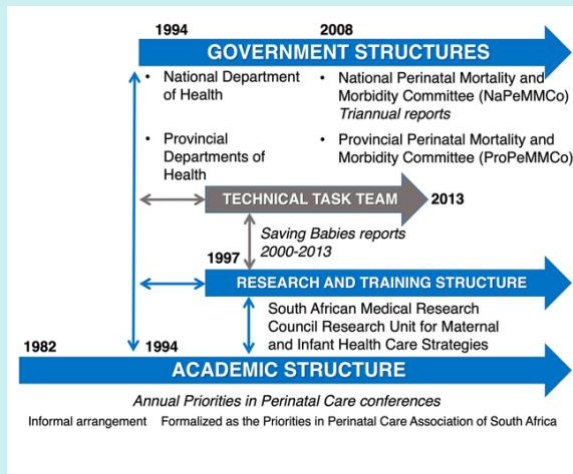 1994
2008
GOVERNMENT STRUCTURES
• National Department
of Health
• National Perinatal Mortality and
Morbidity Committee (NaPeMMCo)
Triannual reports
• Provincial
Departments of
Health
• Provincial Perinatal Mortality and
Morbidity Committee (ProPeMMCo)
TECHNICAL TASK TEAM
2013
Saving Babies reports
2000-2013
1997
RESEARCH AND TRAINING STRUCTURE
South African Medical Research
Council Research Unit for Maternal
and Infant Health Care Strategies
1982
1994
ACADEMIC STRUCTURE
Annual Priorities in Perinatal Care conferences
Informal arrangement
Formalized as the Priorities in Perinatal Care Association of South Africa